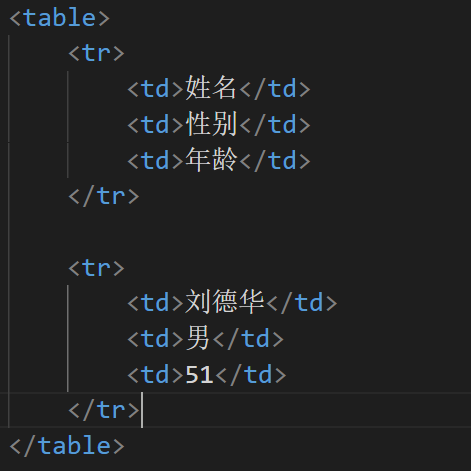 <table>
<tr>
<td>姓名</td>
<td>性别</td>
<td>年龄</td>
</tr>
<tr>
<td>刘德华</td>
<td>男</td>
<td>51</td>
</tr>
</table>